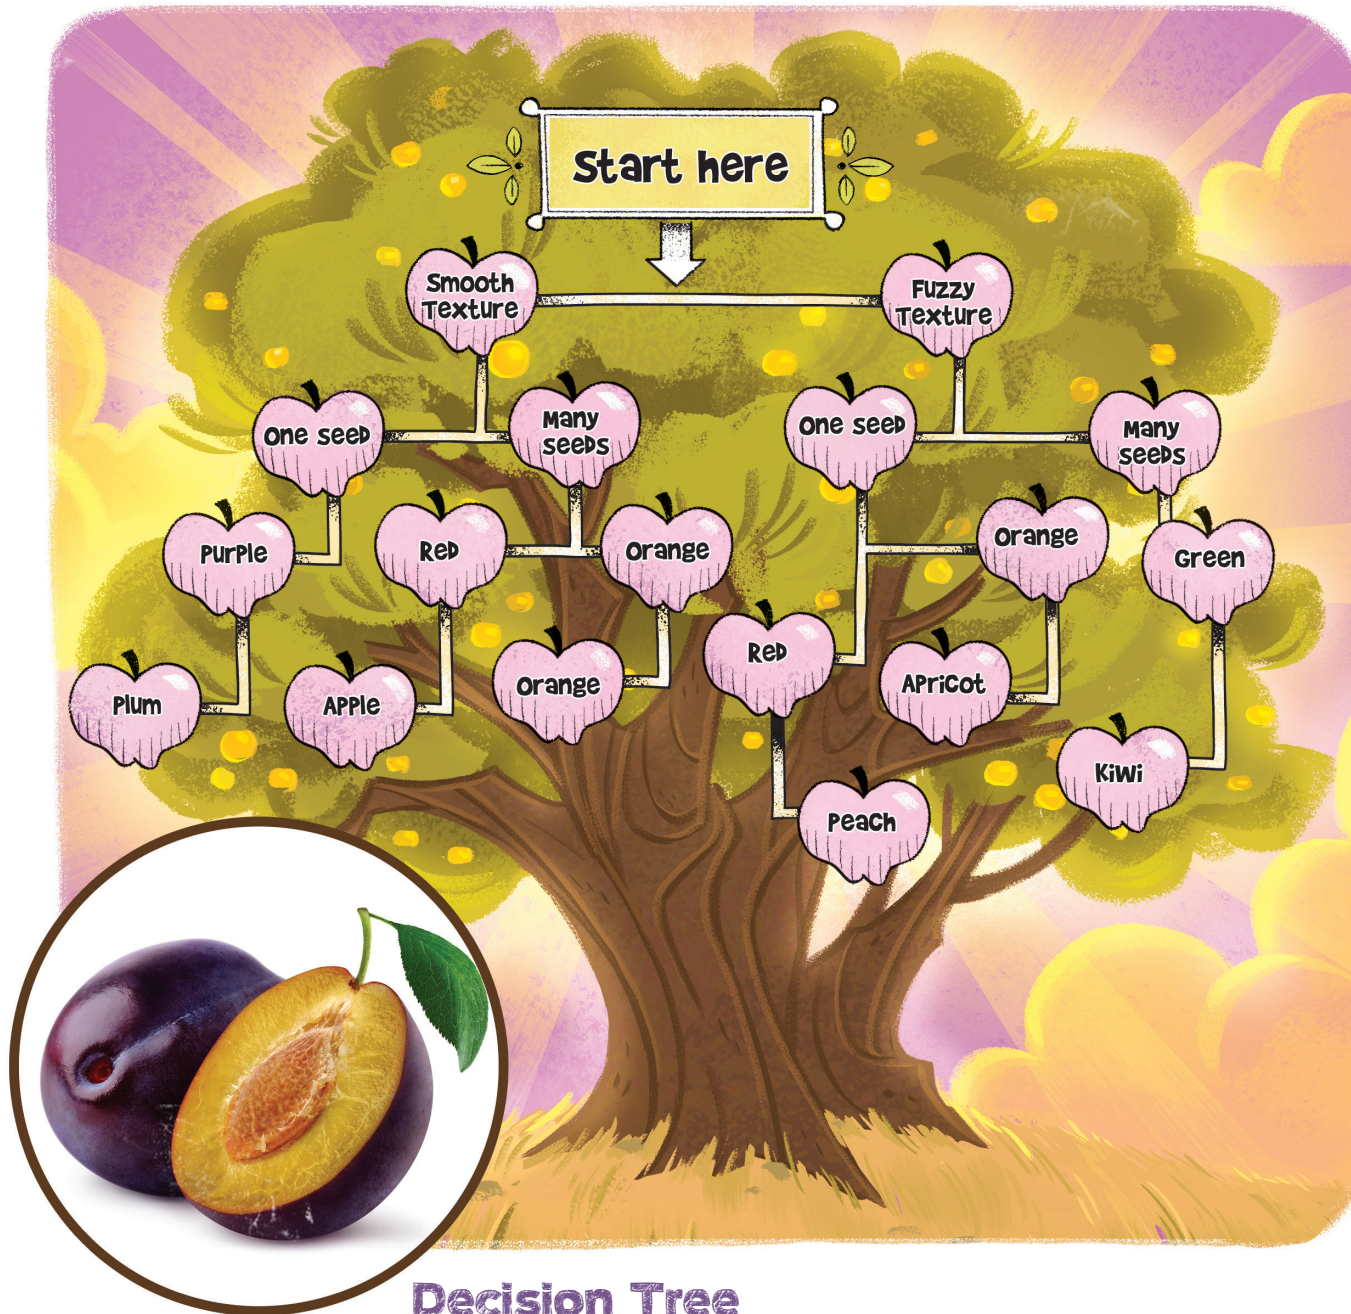 Start here
Smooth
Texture
Fuzzy
Texture
One seed
Many
seeds
One seed
Many
seeds
Purple
Red
Orange
Orange
Green
Red
Plum
Apple
Orange
Apricot
Kiwi
Peach
Decision Tree